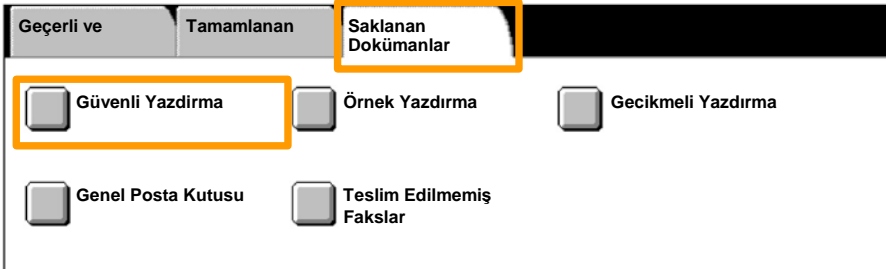 Geçerli ve
Tamamlanan
Saklanan
Dokümanlar
Güvenli Yazdirma
Örnek Yazdırma
Gecikmeli Yazdırma
Genel Posta Kutusu
Teslim Edilmemiş
Fakslar